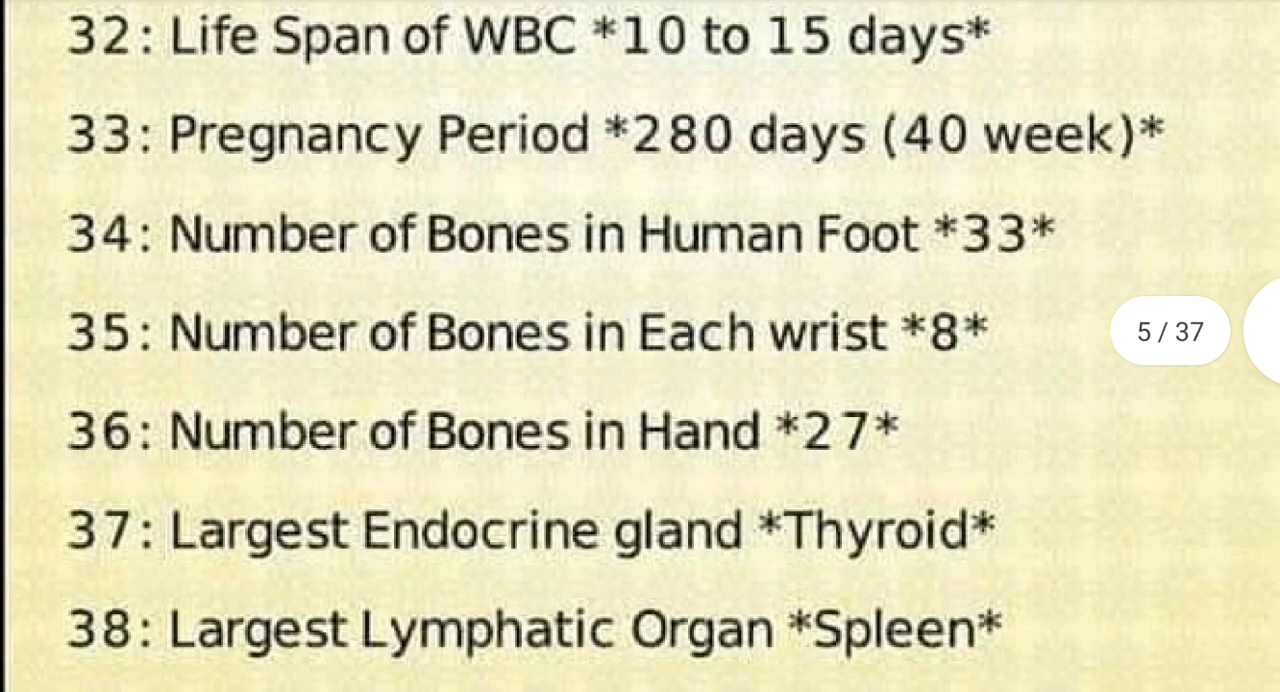 32: Life Span of WBC *10 to 15 days*
33: Pregnancy Period *280 days (40 week)*
34: Number of Bones in Human Foot *33*
35: Number of Bones in Each wrist *8*
5 / 37
36: Number of Bones in Hand *27*
37: Largest Endocrine gland *Thyroid*
38: Largest Lymphatic Organ *Spleen*